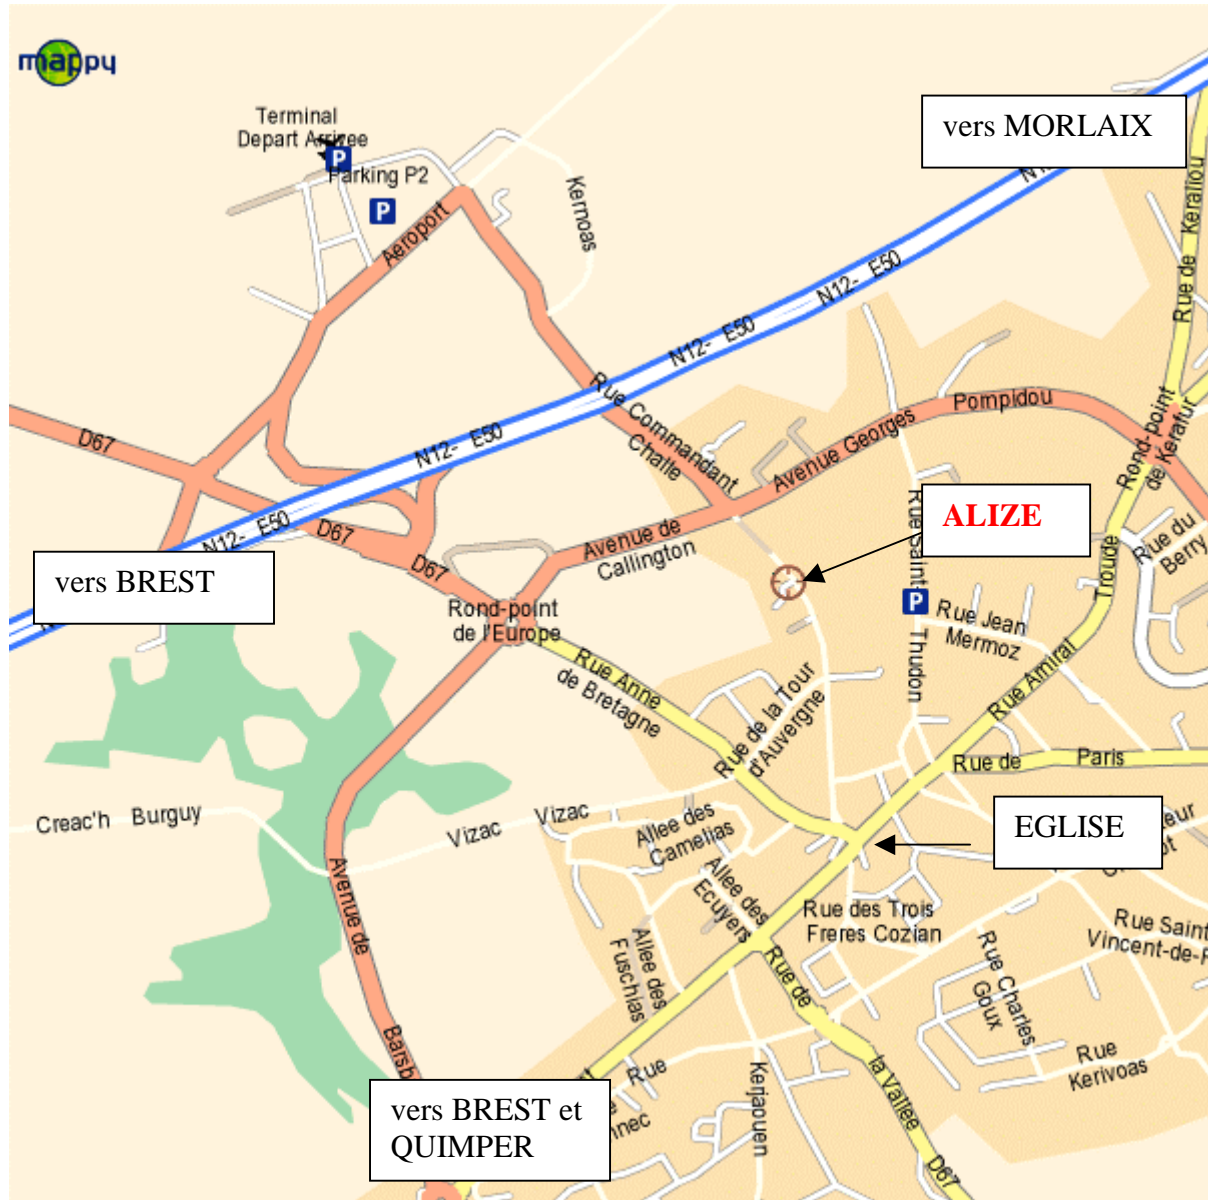 mappy
Terminal
Depart Arrivee
Parking P2
P
P
Aeroport
Kernoas
vers MORLAIX
Rue de Keraliou
N12- E50
N12- E50
N12- E50
N12- E50
N12- E50
D67
D67
D67
Rue Commandant
Challe
Avenue Georges
Pompidou
Rond-point
de Kerafur
ALIZE
Avenue de
Callington
Rue Saint
Thudon
P
Rue du
Berry
Troude
Rue Amiral
vers BREST
Rond-point
de l'Europe
Rue Jean
Mermoz
Rue Anne
de Bretagne
Rue de la Tour
d'Auvergne
Rue de
Paris
Creac'h Burguy
Vizac
Vizac
Allee des
Camelias
EGLISE
eur
Allee des
Ecuyers
Rue des Trois
Freres Cozian
Avenue de
Allee des
Fuschias
Rue de
la Vallee
D67
Rue Charles
Goux
Rue Saint
Vincent-de-
Rue
Kerivoas
Rue
Kerjaouen
vers BREST et
QUIMPER